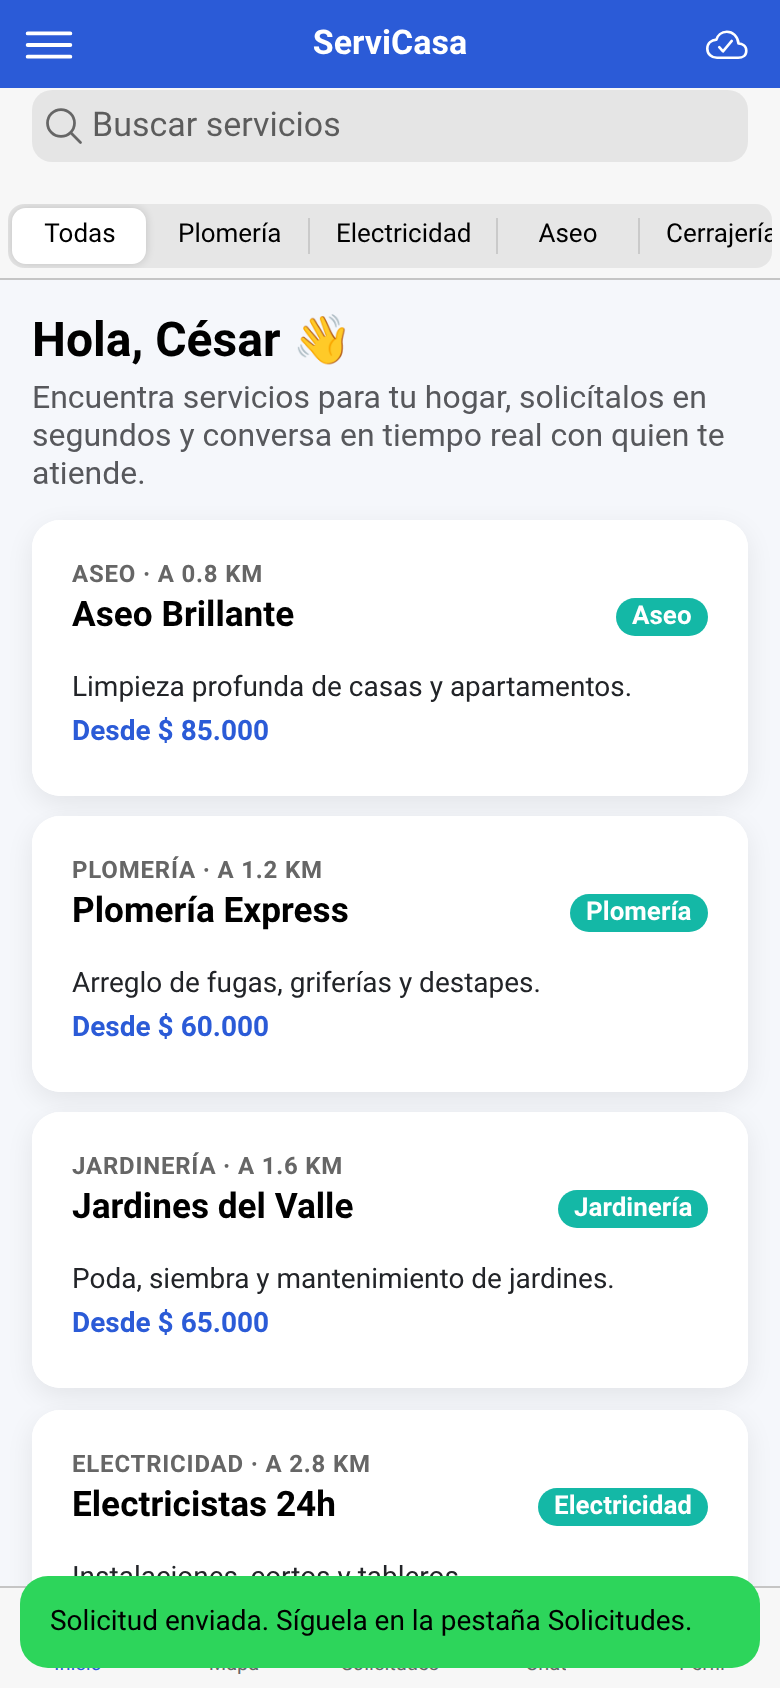 ServiCasa
Buscar servicios
Todas
Plomería
Electricidad
Aseo
Cerrajería
Hola, César 👋
Encuentra servicios para tu hogar, solicítalos en
segundos y conversa en tiempo real con quien te
atiende.
ASEO · A 0.8 KM
Aseo Brillante
Aseo
Limpieza profunda de casas y apartamentos.
Desde $ 85.000
PLOMERÍA · A 1.2 KM
Plomería Express
Plomería
Arreglo de fugas, griferías y destapes.
Desde $ 60.000
JARDINERÍA · A 1.6 KM
Jardines del Valle
Jardinería
Poda, siembra y mantenimiento de jardines.
Desde $ 65.000
ELECTRICIDAD · A 2.8 KM
Electricistas 24h
Electricidad
Instalaciones, cortos y tableros.
Solicitud enviada. Síguela en la pestaña Solicitudes.